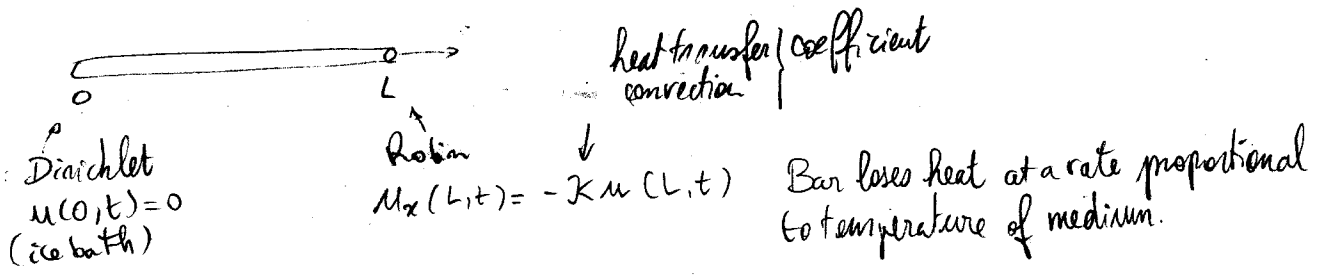 heat transfer } coefficient
convection
O
L
Dirichlet
u(0,t)=0
(ice bath)
Robin
u_x(L,t) = -K u(L,t)
Bar loses heat at a rate proportional
to temperature of medium.